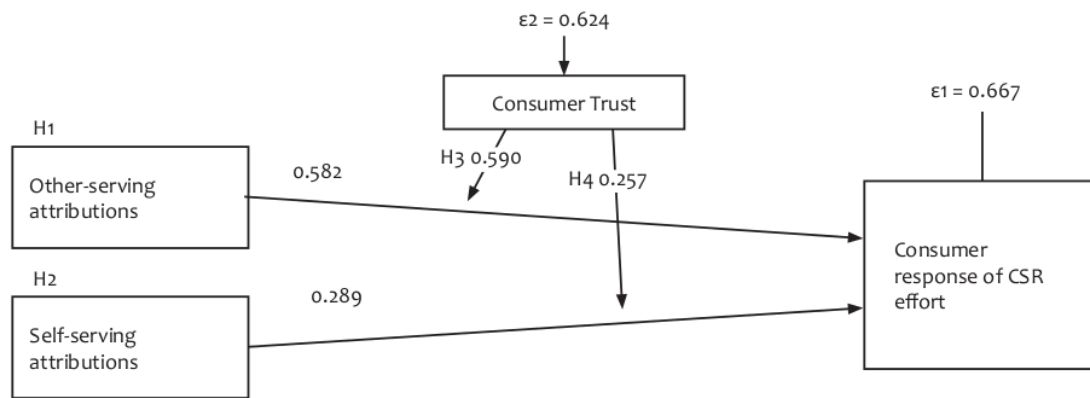 ε2 = 0.624
Consumer Trust
ε1 = 0.667
H1
Other-serving
attributions
0.582
H3 0.590
H4 0.257
Consumer
response of CSR
effort
H2
Self-serving
attributions
0.289